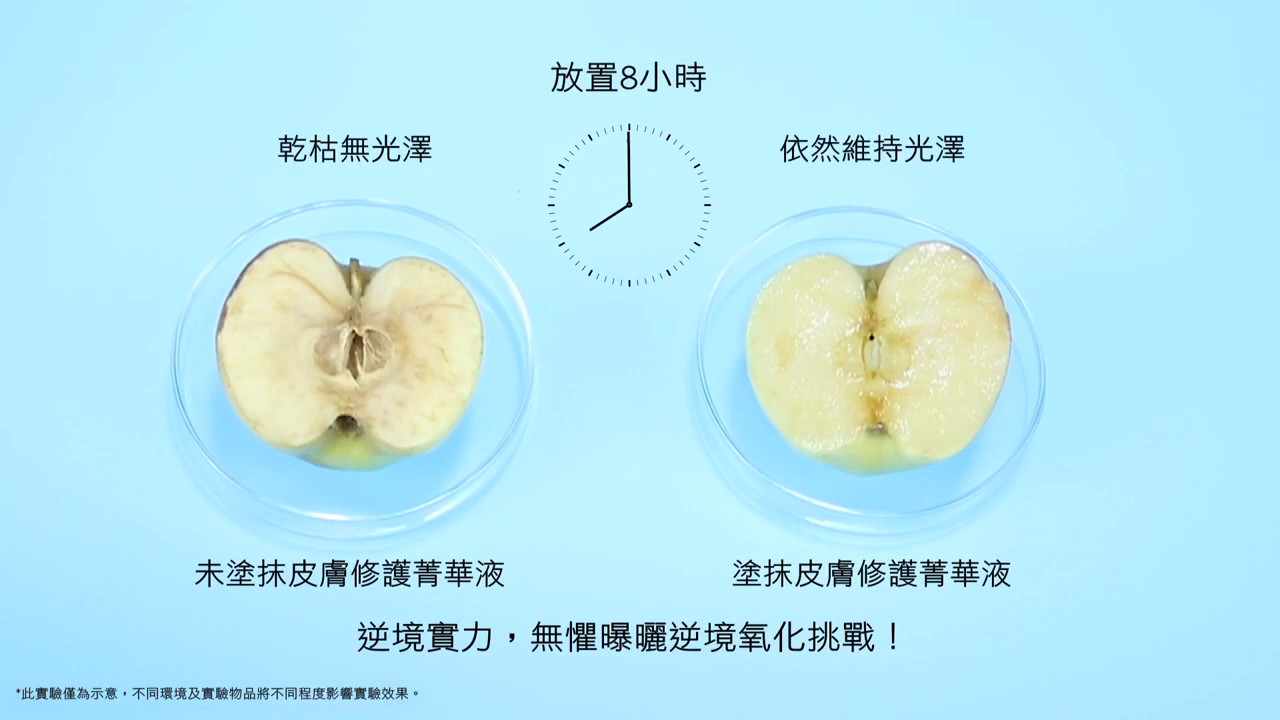 放置8小時
乾枯無光澤
依然維持光澤
未塗抹皮膚修護菁華液
塗抹皮膚修護菁華液
逆境實力，無懼曝曬逆境氧化挑戰！
*此實驗僅為示意，不同環境及實驗物品將不同程度影響實驗效果。